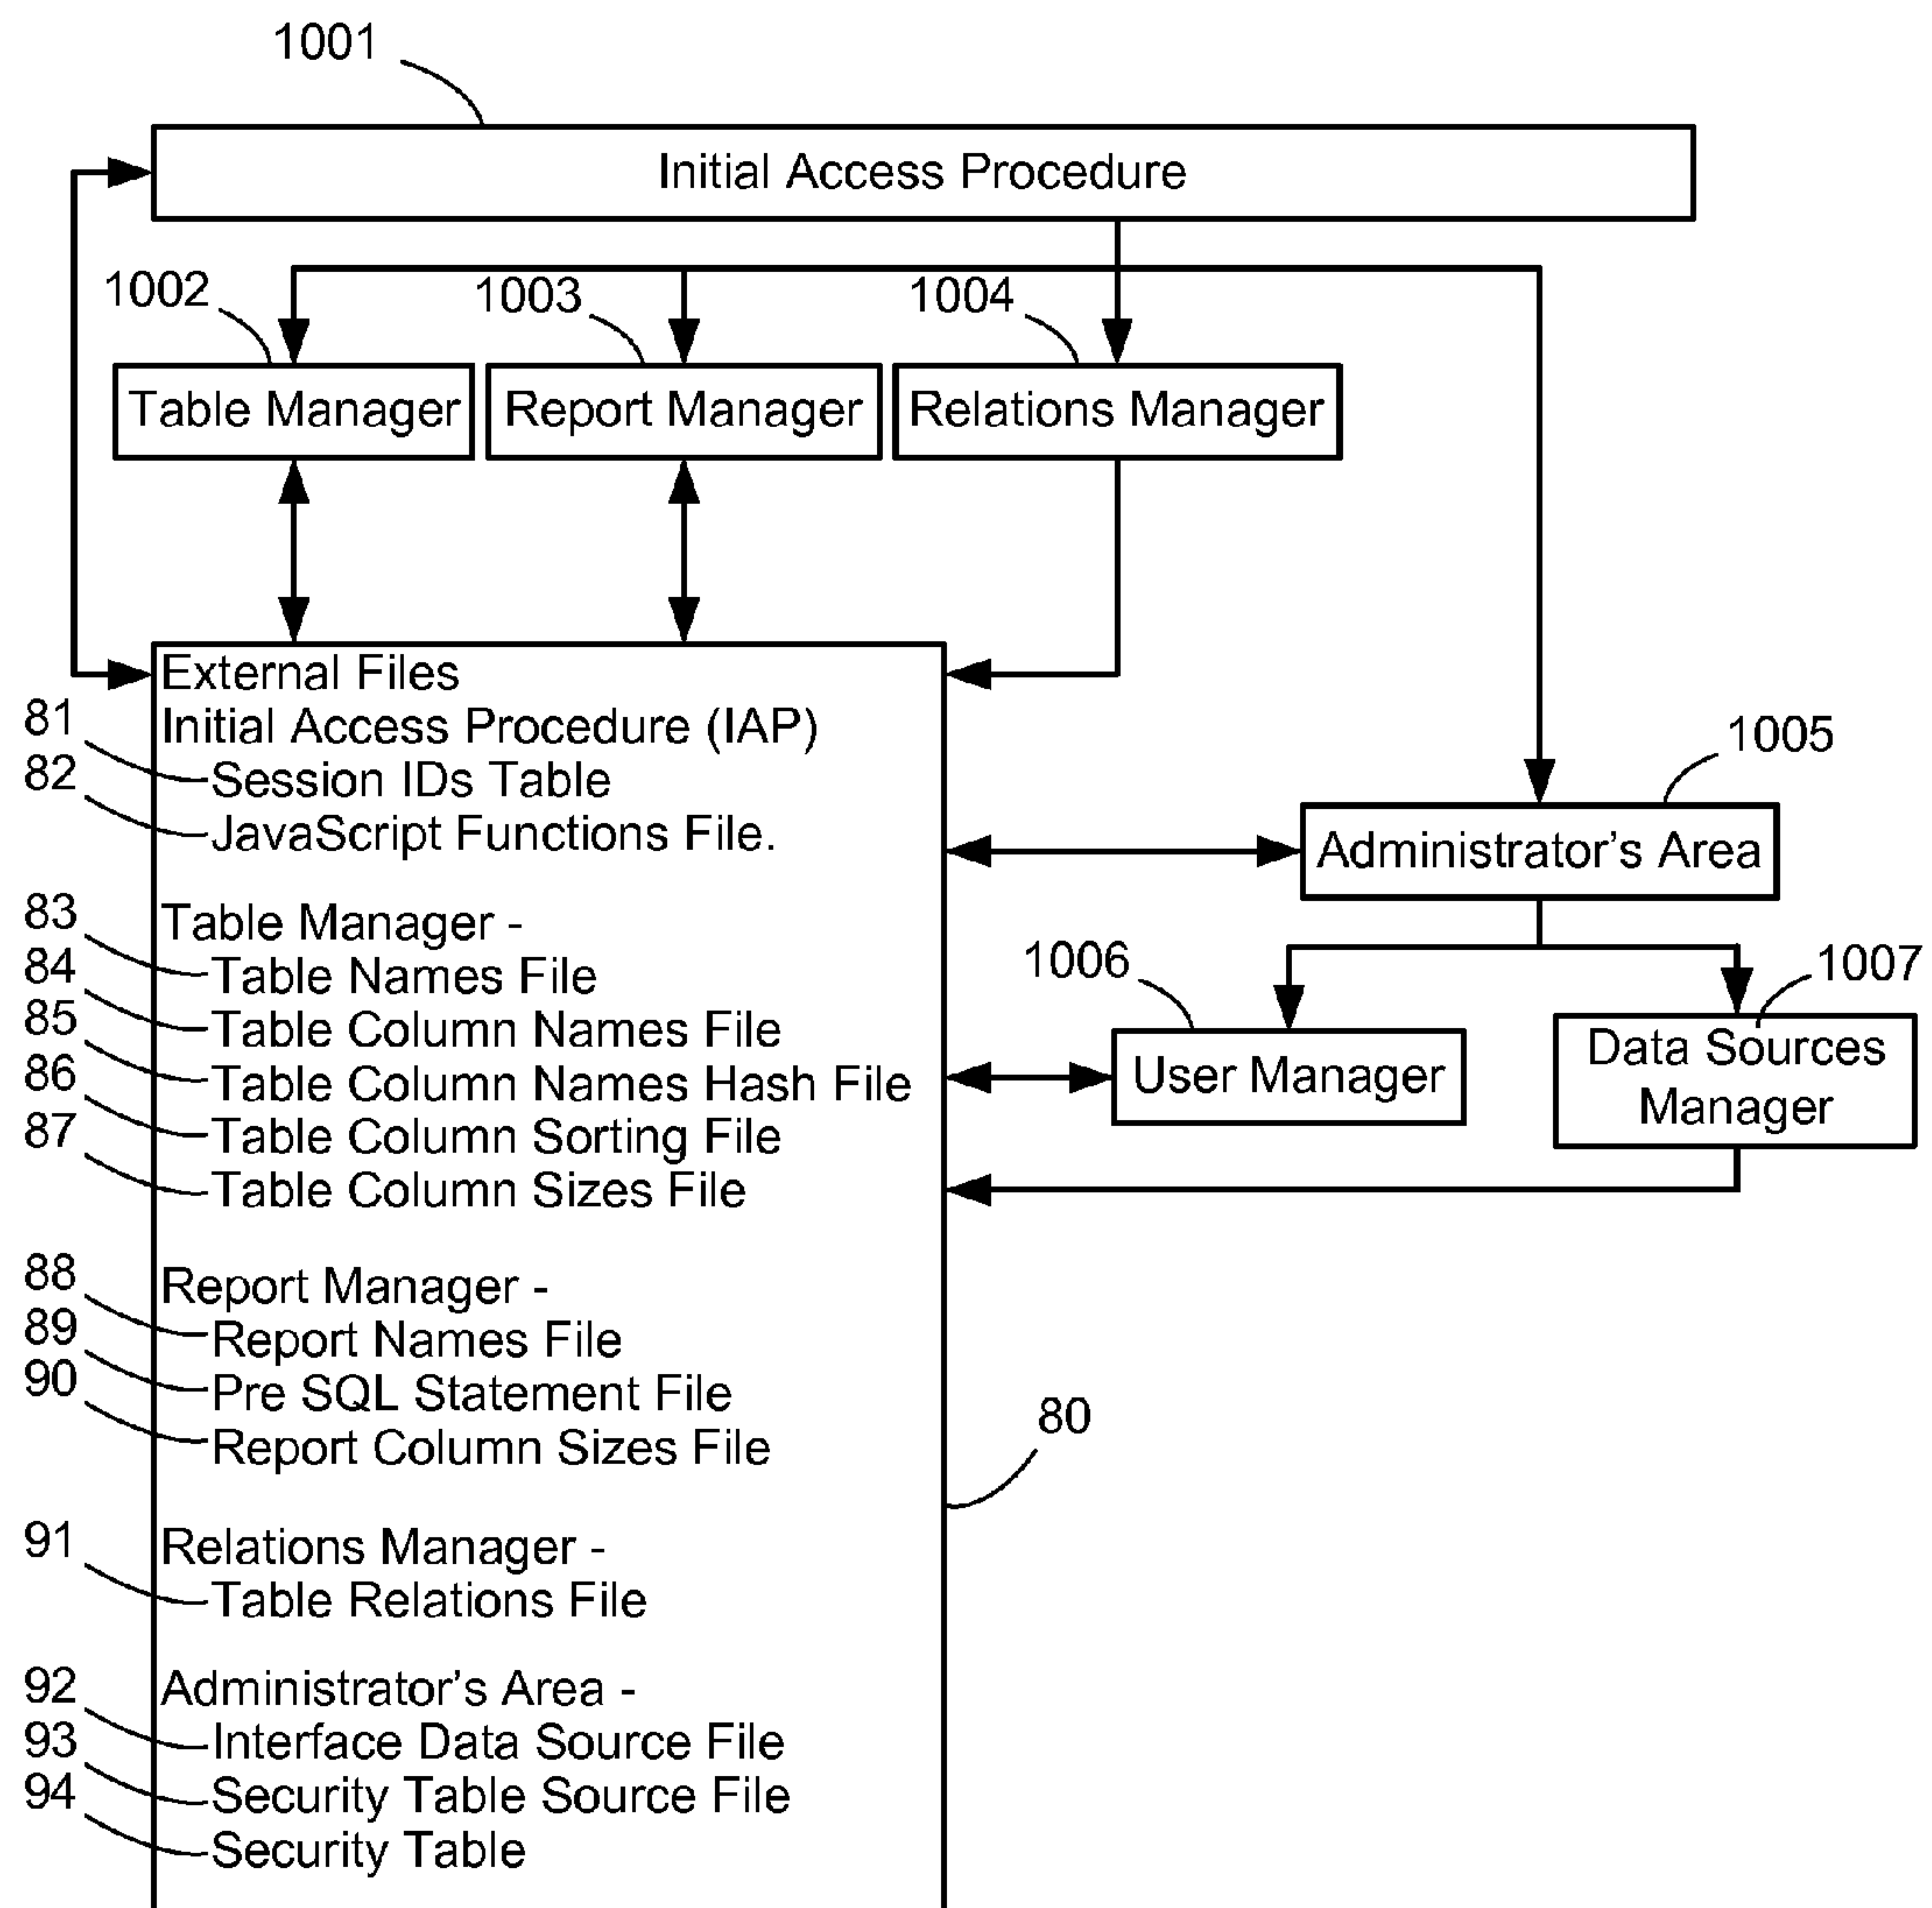 1001
Initial Access Procedure
1002
1003
1004
Table Manager
Report Manager
Relations Manager
External Files
81
Initial Access Procedure (IAP)
82
Session IDs Table
JavaScript Functions File.
1005
Administrator's Area
83
Table Manager -
84
Table Names File
85
Table Column Names File
86
Table Column Names Hash File
87
Table Column Sorting File
Table Column Sizes File
1006
User Manager
1007
Data Sources
Manager
88
Report Manager -
89
Report Names File
90
Pre SQL Statement File
Report Column Sizes File
80
91
Relations Manager -
Table Relations File
92
Administrator's Area -
93
Interface Data Source File
94
Security Table Source File
Security Table